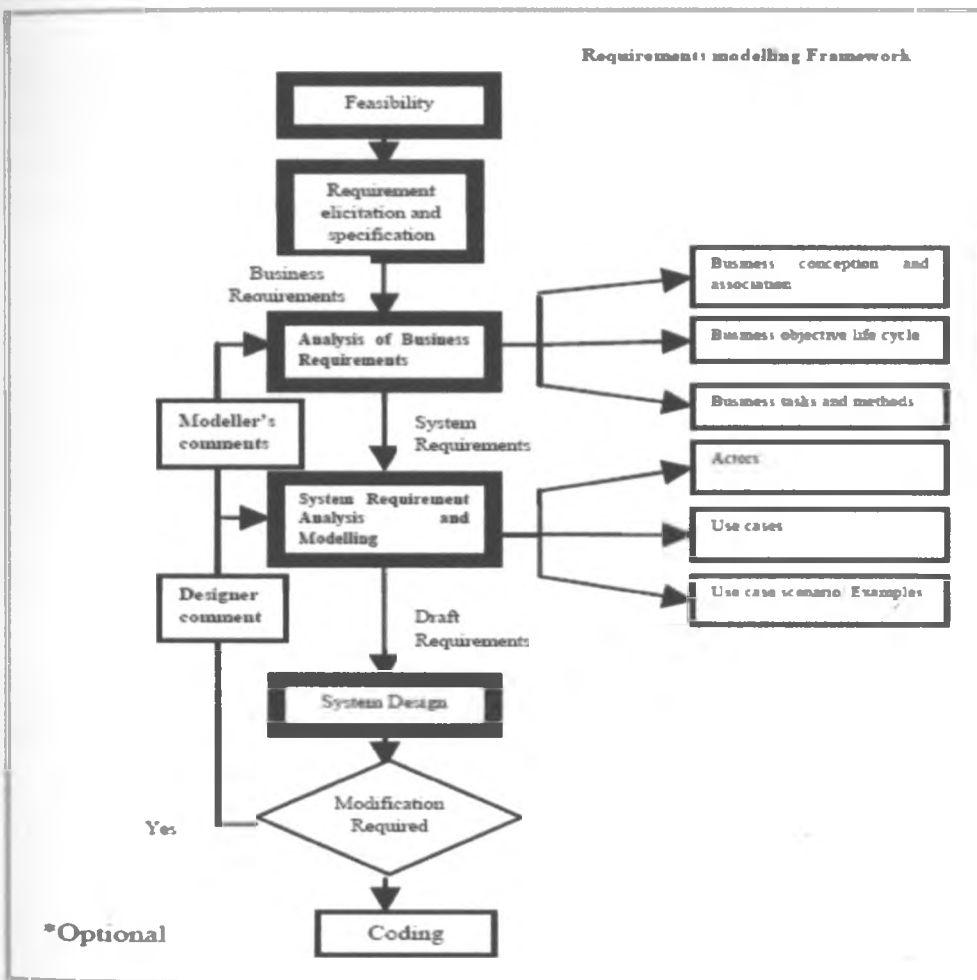 Requirements modelling Framework
Feasibility
Requirement
elicitation and
specification
Business
Requirements
Analysis of Business
Requirements
Business conception and
association
Business objective life cycle
Business tasks and methods
Modeller's
comments
System
Requirements
System Requirement
Analysis and
Modelling
Actors
Use cases
Use case scenario/ Examples
Designer
comment
Draft
Requirements
System Design
Modification
Required
Yes
Coding
*Optional